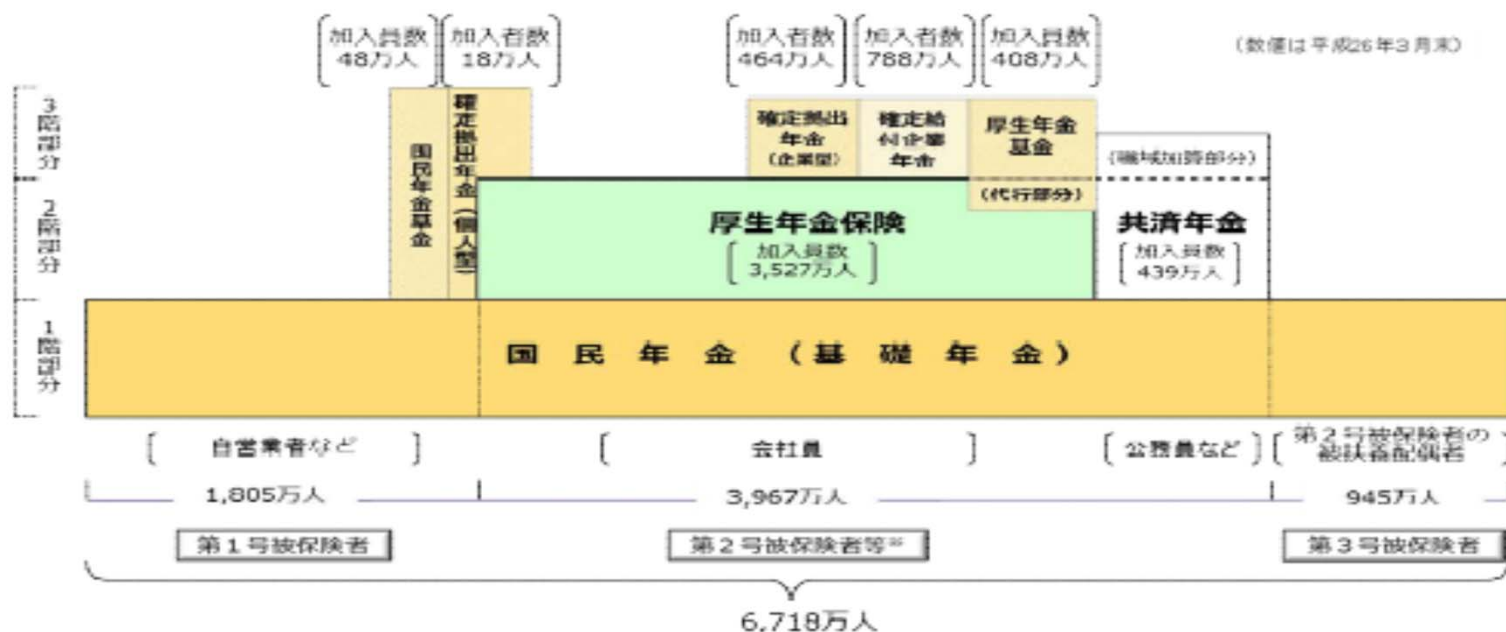 加入員数
48万人
加入者数
18万人
加入者数
464万人
加入者数
788万人
加入員数
408万人
（数値は平成26年3月末）
3階部分
2階部分
1階部分
国民年金基金
確定拠出年金（個人型）
確定拠出
年金
（企業型）
確定給
付企業
年金
厚生年金
基金
（代行部分）
（職域加算部分）
厚生年金保険
加入員数
3,527万人
共済年金
加入員数
439万人
国民年金（基礎年金）
自営業者など
会社員
公務員など
第２号被保険者の
被扶養配偶者
1,805万人
3,967万人
945万人
第１号被保険者
第２号被保険者等※
第３号被保険者
6,718万人